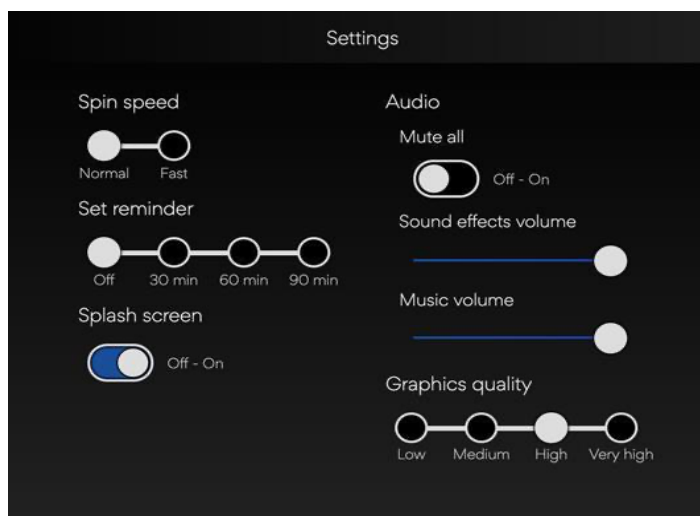 Settings
Spin speed
Normal Fast
Set reminder
Off 30 min 60 min 90 min
Splash screen
Off - On
Audio
Mute all
Off - On
Sound effects volume
Music volume
Graphics quality
Low Medium High Very high